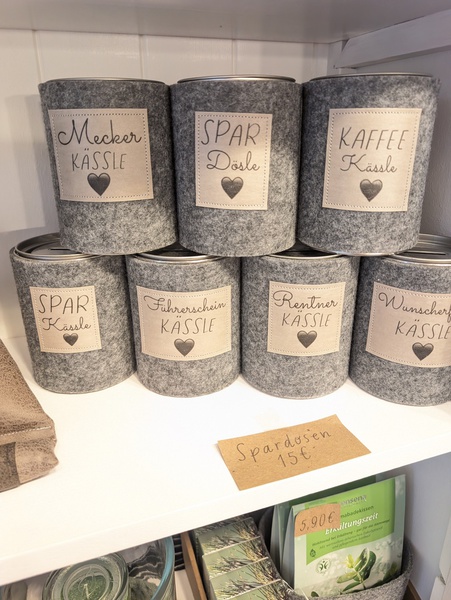 Mecker
KÄSSLE
SPAR
Dösle
KAFFEE
Kässle
SPAR
Kässle
Führerschein
KÄSSLE
Rentner
KÄSSLE
KÄSSLE
Spardosen
15€
5,90€